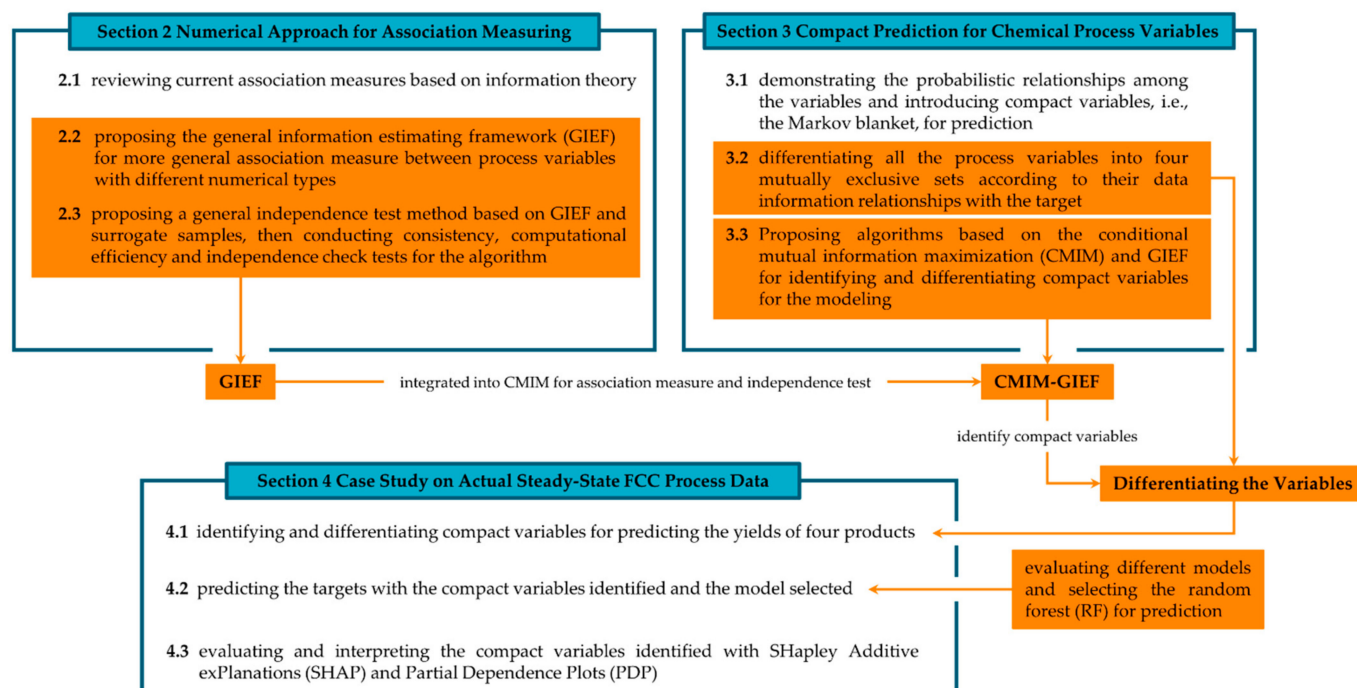 Section 2 Numerical Approach for Association Measuring
2.1 reviewing current association measures based on information theory
2.2 proposing the general information estimating framework (GIEF)
for more general association measure between process variables
with different numerical types
2.3 proposing a general independence test method based on GIEF and
surrogate samples, then conducting consistency, computational
efficiency and independence check tests for the algorithm
Section 3 Compact Prediction for Chemical Process Variables
3.1 demonstrating the probabilistic relationships among
the variables and introducing compact variables, i.e.,
the Markov blanket, for prediction
3.2 differentiating all the process variables into four
mutually exclusive sets according to their data
information relationships with the target
3.3 Proposing algorithms based on the conditional
mutual information maximization (CMIM) and GIEF
for identifying and differentiating compact variables
for the modeling
GIEF
integrated into CMIM for association measure and independence test
CMIM-GIEF
identify compact variables
Differentiating the Variables
Section 4 Case Study on Actual Steady-State FCC Process Data
4.1 identifying and differentiating compact variables for predicting the yields of four products
4.2 predicting the targets with the compact variables identified and the model selected
evaluating different models
and selecting the random
forest (RF) for prediction
4.3 evaluating and interpreting the compact variables identified with SHapley Additive
exPlanations (SHAP) and Partial Dependence Plots (PDP)